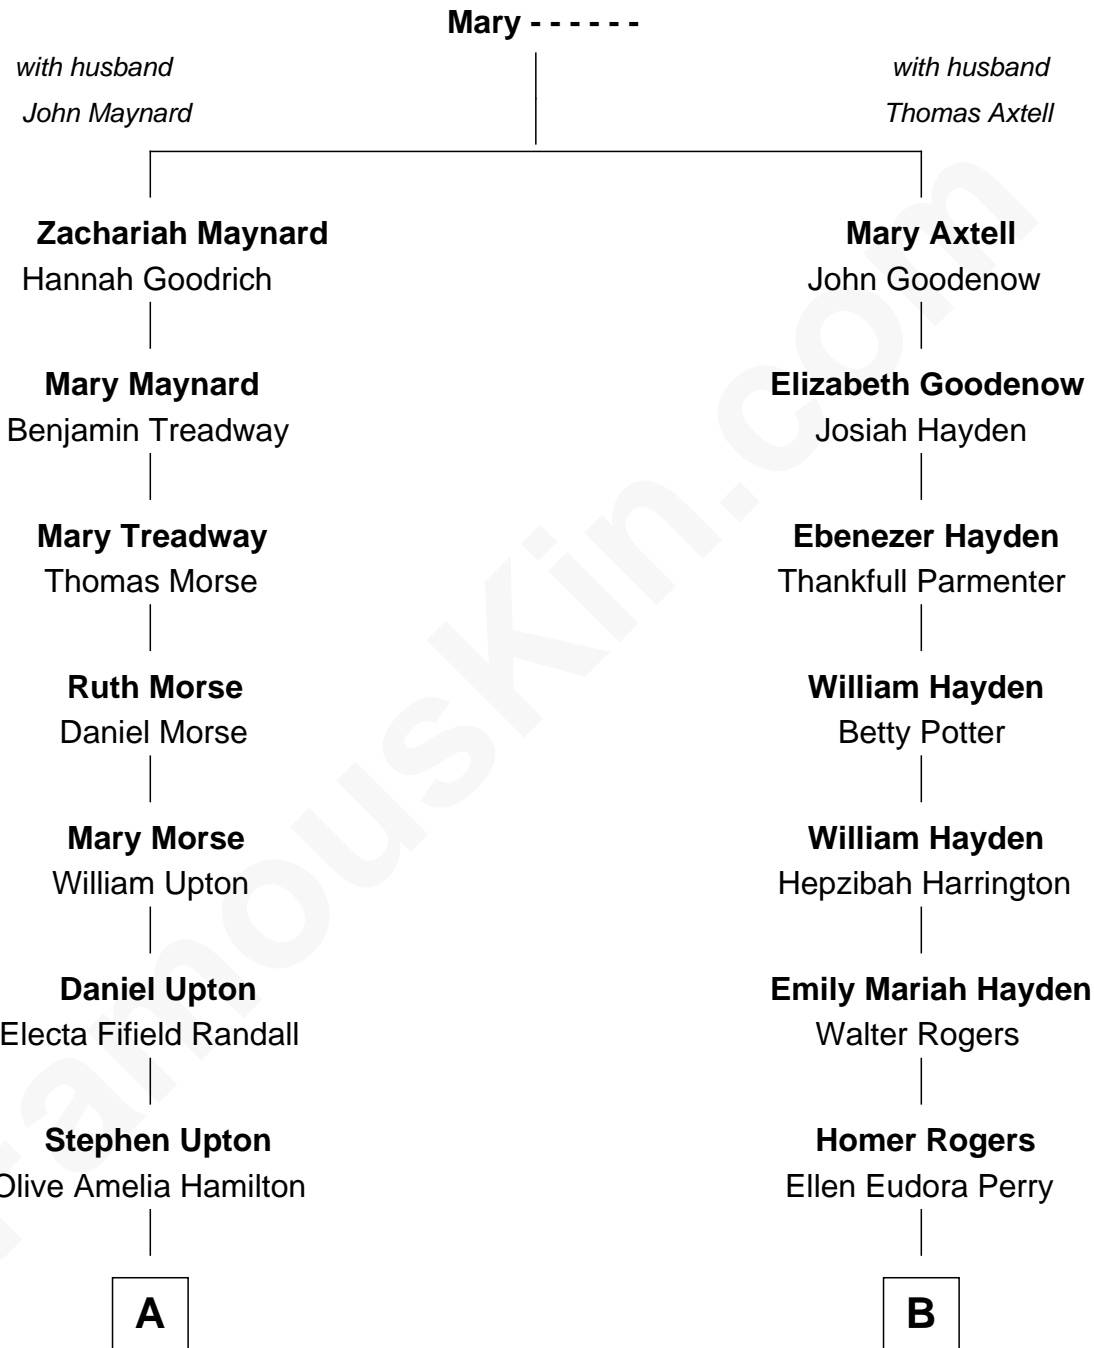 Mary - - - - - -
with husband
John Maynard
with husband
Thomas Axtell
Zachariah Maynard
Hannah Goodrich
Mary Axtell
John Goodenow
Mary Maynard
Benjamin Treadway
Elizabeth Goodenow
Josiah Hayden
Mary Treadway
Thomas Morse
Ebenezer Hayden
Thankfull Parmenter
Ruth Morse
Daniel Morse
William Hayden
Betty Potter
Mary Morse
William Upton
William Hayden
Hepzibah Harrington
Daniel Upton
Electa Fifield Randall
Emily Mariah Hayden
Walter Rogers
Stephen Upton
Olive Amelia Hamilton
Homer Rogers
Ellen Eudora Perry
A
B
FamousKin.com